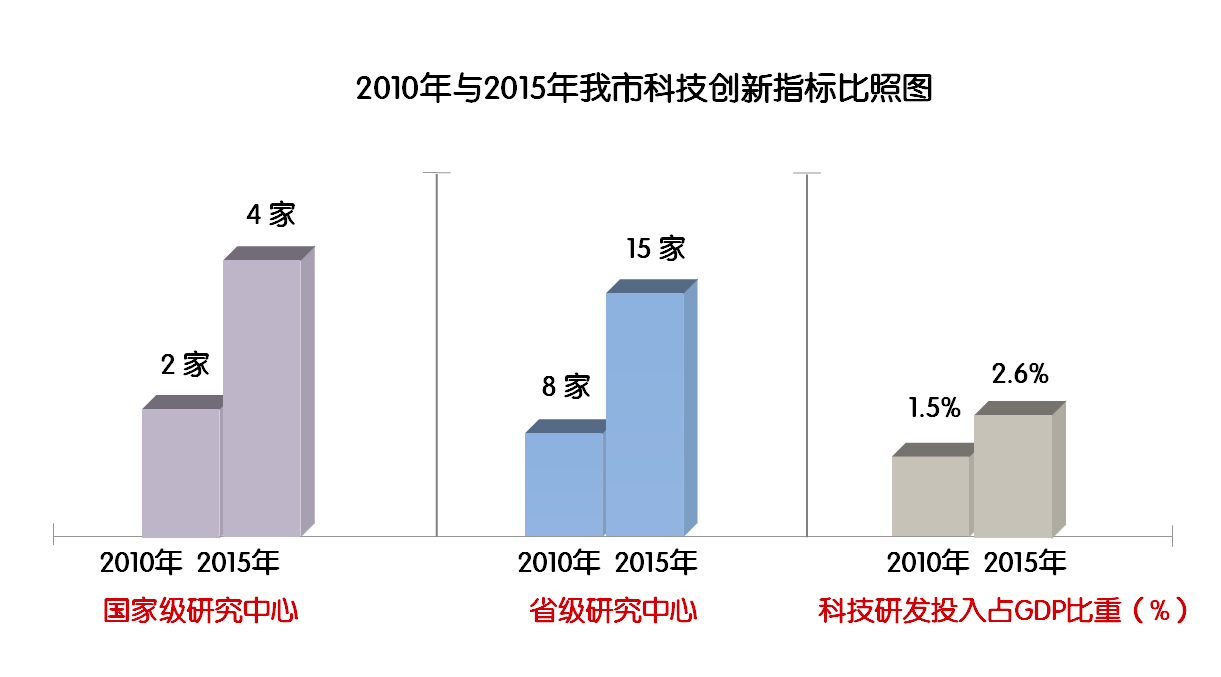 2010年与2015年我市科技创新指标比照图
4 家
2 家
2010年 2015年
国家级研究中心
15 家
8 家
2010年 2015年
省级研究中心
2.6%
1.5%
2010年 2015年
科技研发投入占GDP比重（%）